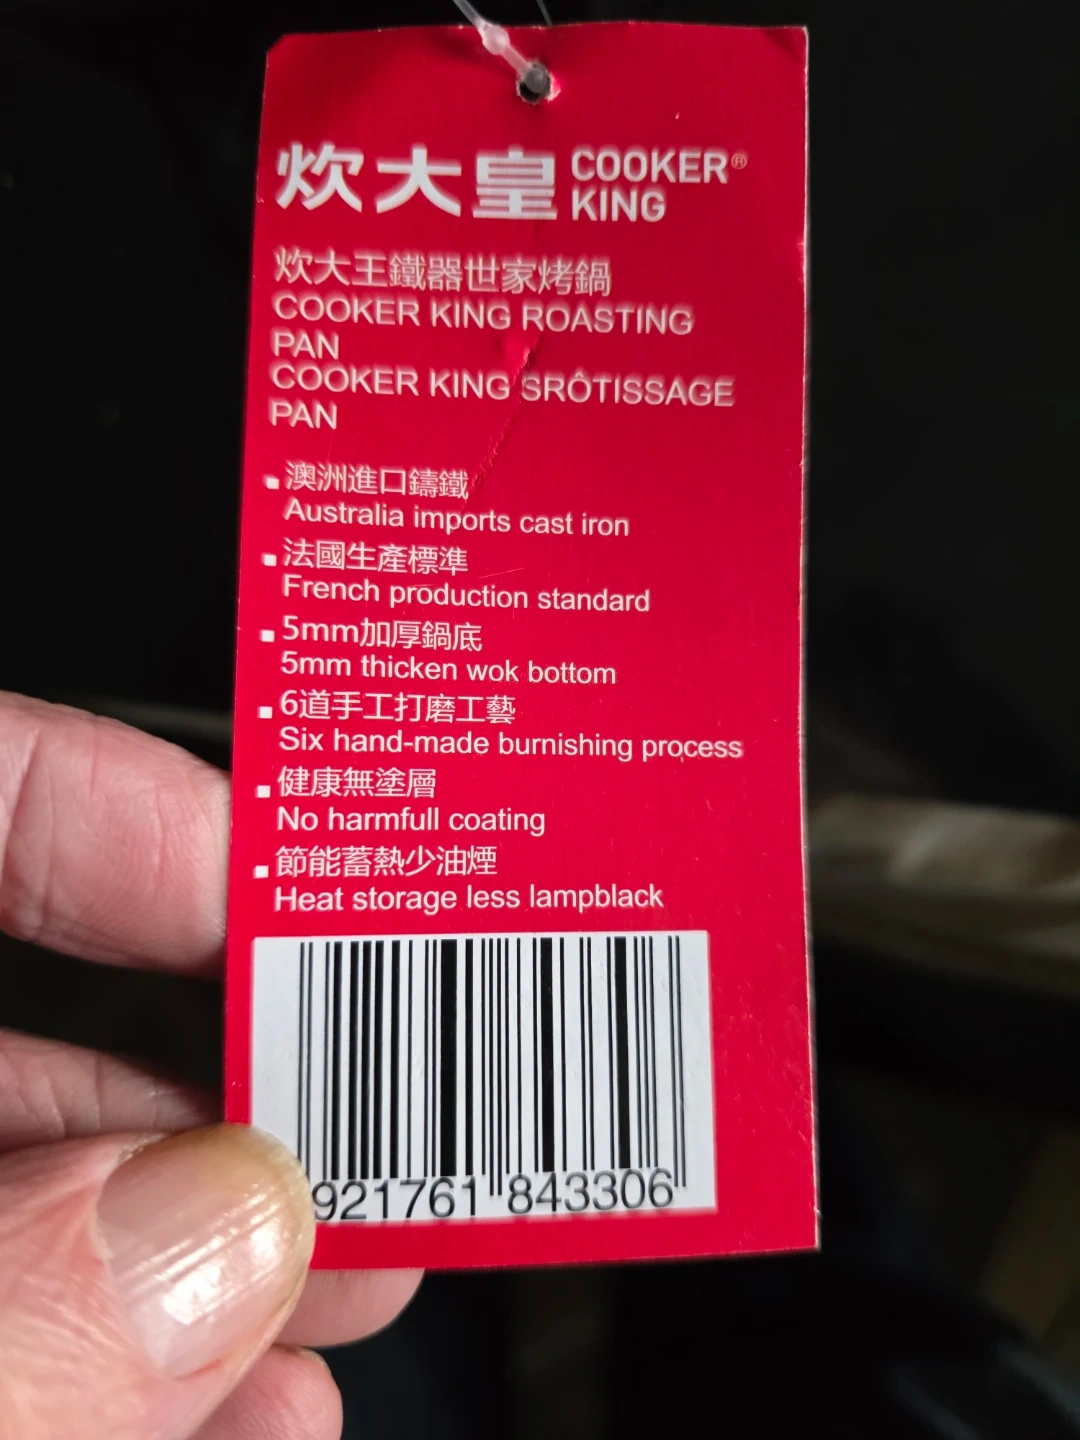 炊大皇 COOKER®
KING
炊大王鐵器世家烤鍋
COOKER KING ROASTING
PAN
COOKER KING SRÔTISSAGE
PAN
澳洲進口鑄鐵
Australia imports cast iron
法國生產標準
French production standard
5mm加厚鍋底
5mm thicken wok bottom
6道手工打磨工藝
Six hand-made burnishing process
健康無塗層
No harmfull coating
節能蓄熱少油煙
Heat storage less lampblack
921761 843306